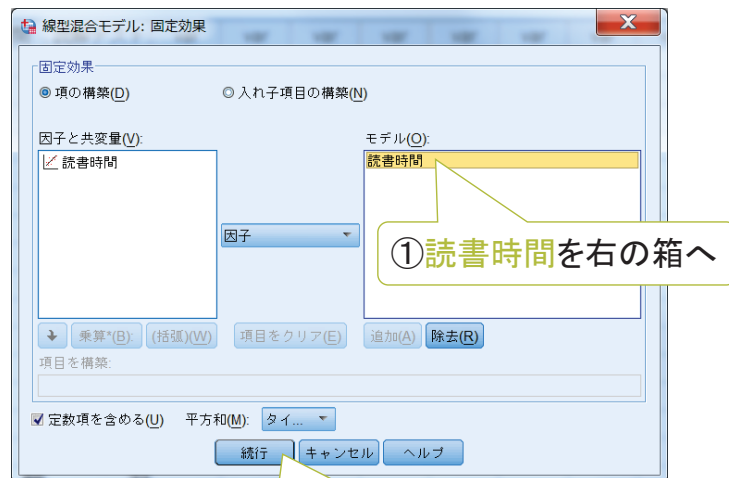 線型混合モデル: 固定効果
固定効果
項の構築(D)
入れ子項目の構築(N)
因子と共変量(V):
モデル(O):
読書時間
読書時間
因子
①読書時間を右の箱へ
乗算*(B):
(括弧)(W)
項目をクリア(E)
追加(A)
除去(R)
項目を構築:
定数項を含める(U)
平方和(M):
タイ...
続行
キャンセル
ヘルプ